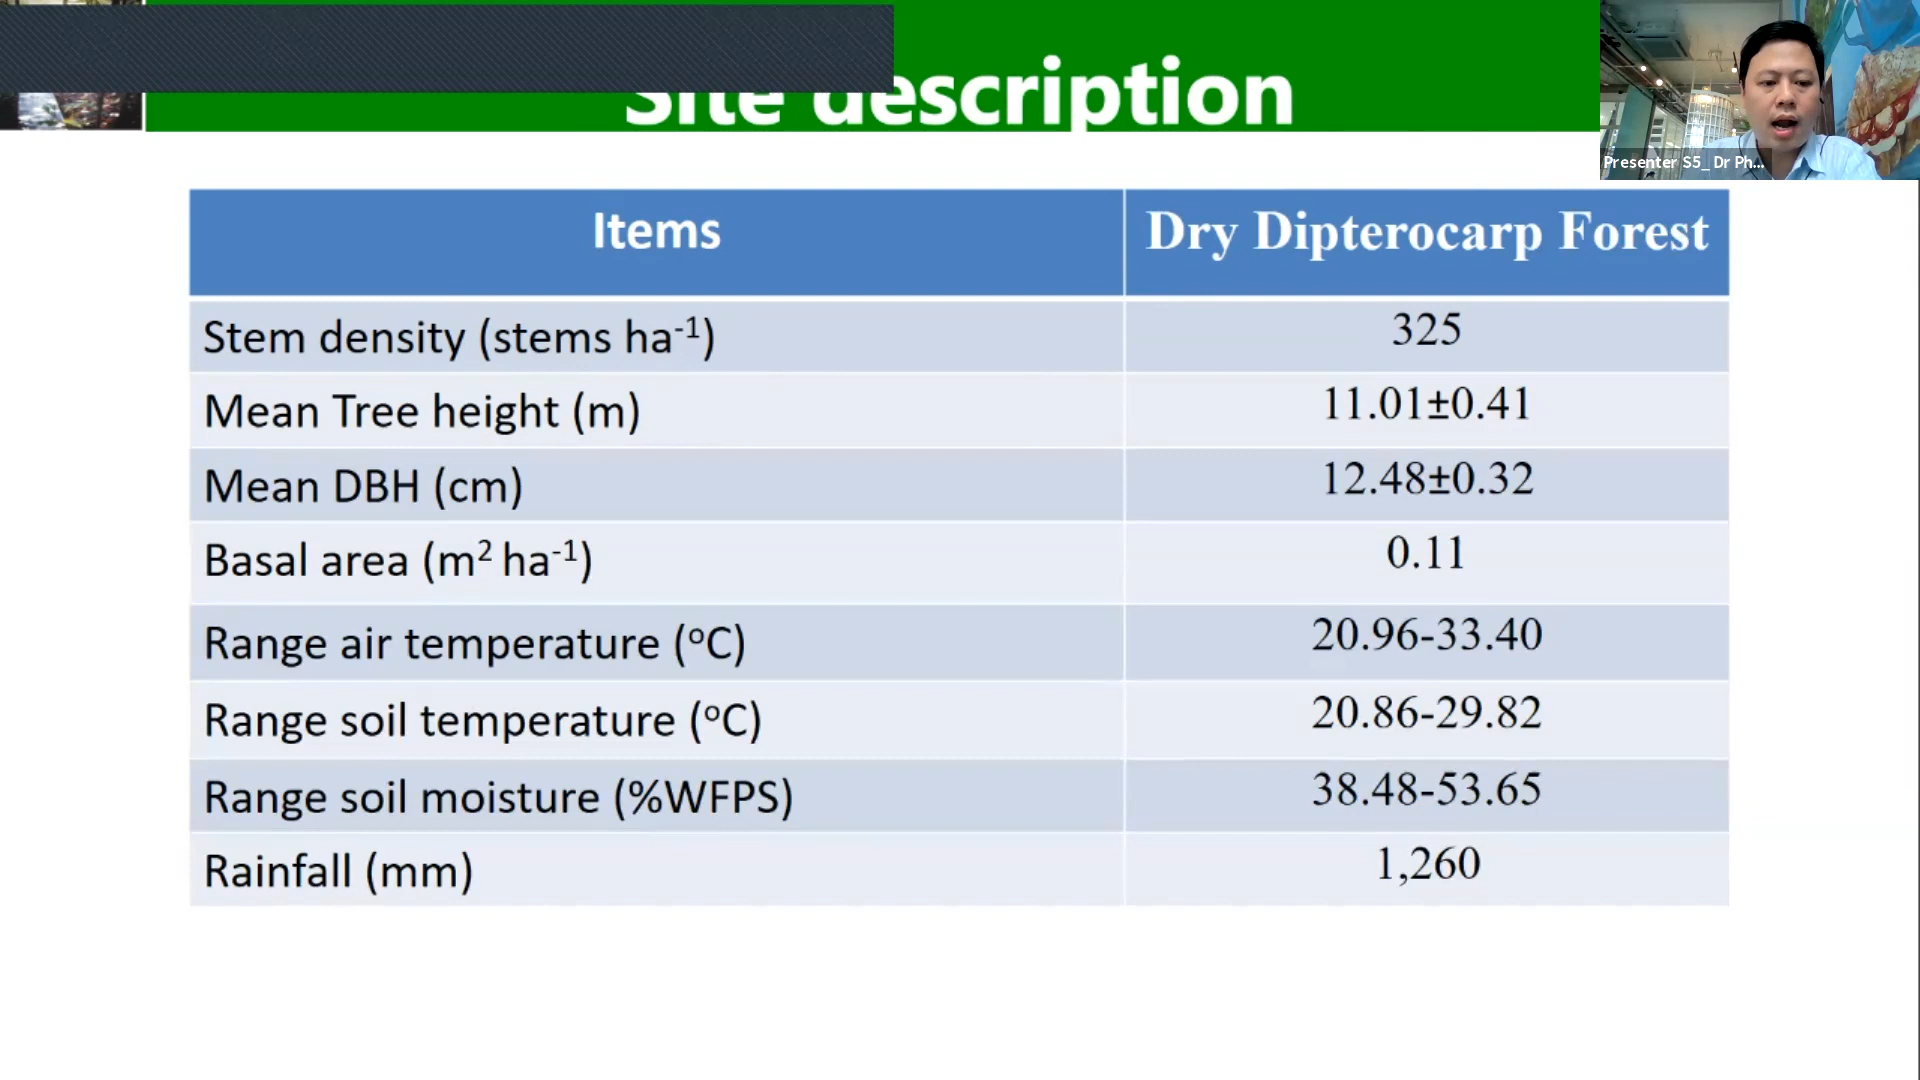 Site description
Presenter S5_ Dr Ph...
Items Dry Dipterocarp Forest
Stem density (stems ha⁻¹) 325
Mean Tree height (m) 11.01±0.41
Mean DBH (cm) 12.48±0.32
Basal area (m² ha⁻¹) 0.11
Range air temperature (ºC) 20.96-33.40
Range soil temperature (ºC) 20.86-29.82
Range soil moisture (%WFPS) 38.48-53.65
Rainfall (mm) 1,260